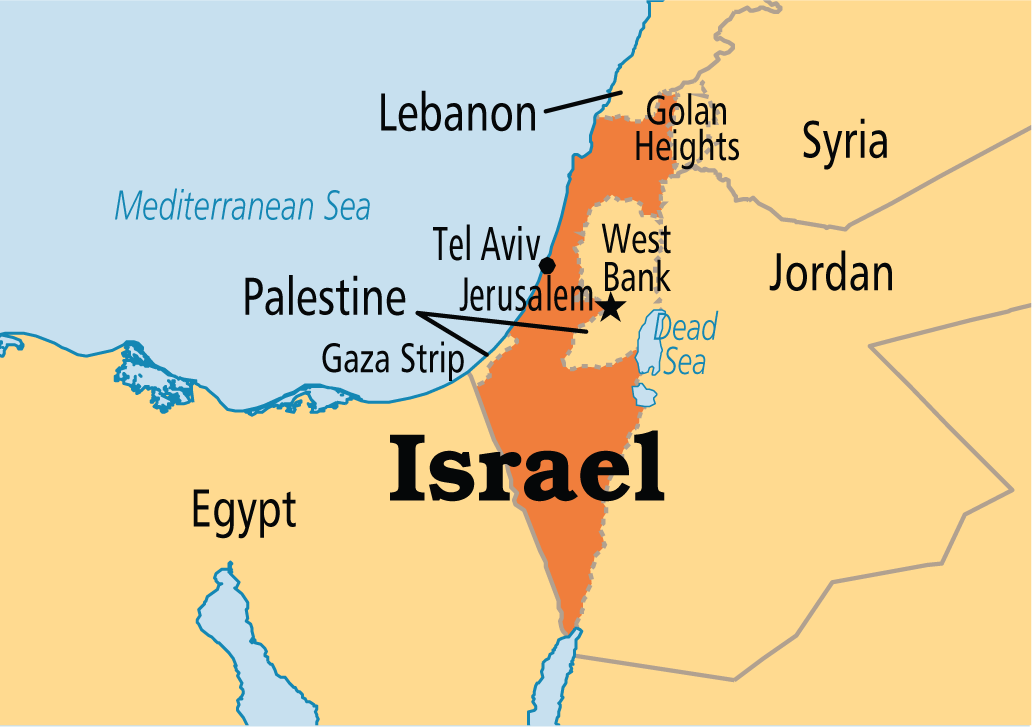 Lebanon
Golan
Heights
Syria
Mediterranean Sea
Tel Aviv
West
Bank
Jordan
Palestine
Jerusalem
Dead
Sea
Gaza Strip
Israel
Egypt